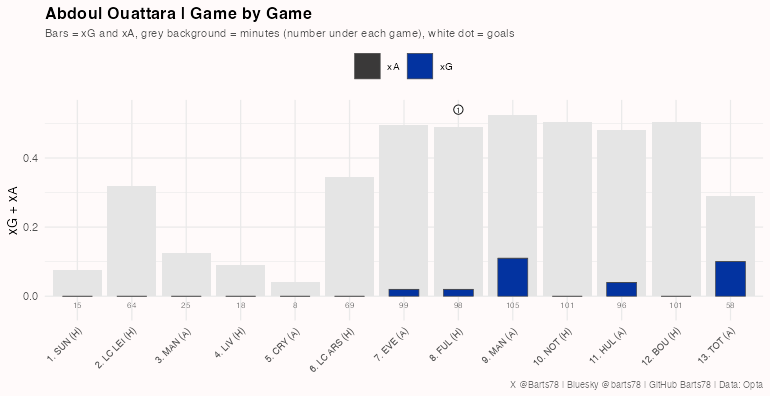 Abdoul Ouattara | Game by Game
Bars = xG and xA, grey background = minutes (number under each game), white dot = goals
xA xG
1
xG + xA
0.4
0.2
0.0
15 64 25 18 8 69 99 98 105 101 96 101 58
1. SUN (H)
2. LC LEI (H)
3. MAN (A)
4. LIV (H)
5. CRY (A)
6. LC ARS (H)
7. EVE (A)
8. FUL (H)
9. MAN (A)
10. NOT (H)
11. HUL (A)
12. BOU (H)
13. TOT (A)
X @Barts78 | Bluesky @barts78 | GitHub Barts78 | Data: Opta